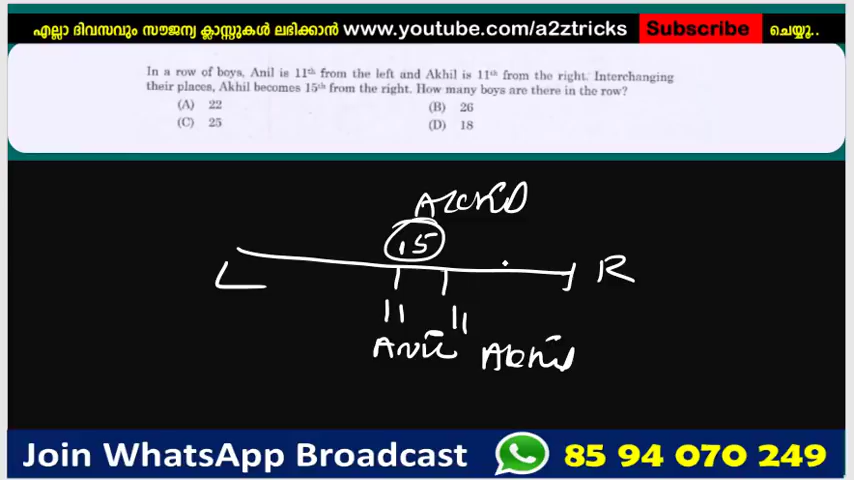 എല്ലാ ദിവസവും സൗജന്യ ക്ലാസ്സുകൾ ലഭിക്കാൻ www.youtube.com/a2ztricks Subscribe ചെയ്യൂ..
In a row of boys, Anil is 11th from the left and Akhil is 11th from the right. Interchanging
their places, Akhil becomes 15th from the right. How many boys are there in the row?
(A) 22 (B) 26
(C) 25 (D) 18
Akhil
15
L R
11 11
Anil Akhil
Join WhatsApp Broadcast 85 94 070 249